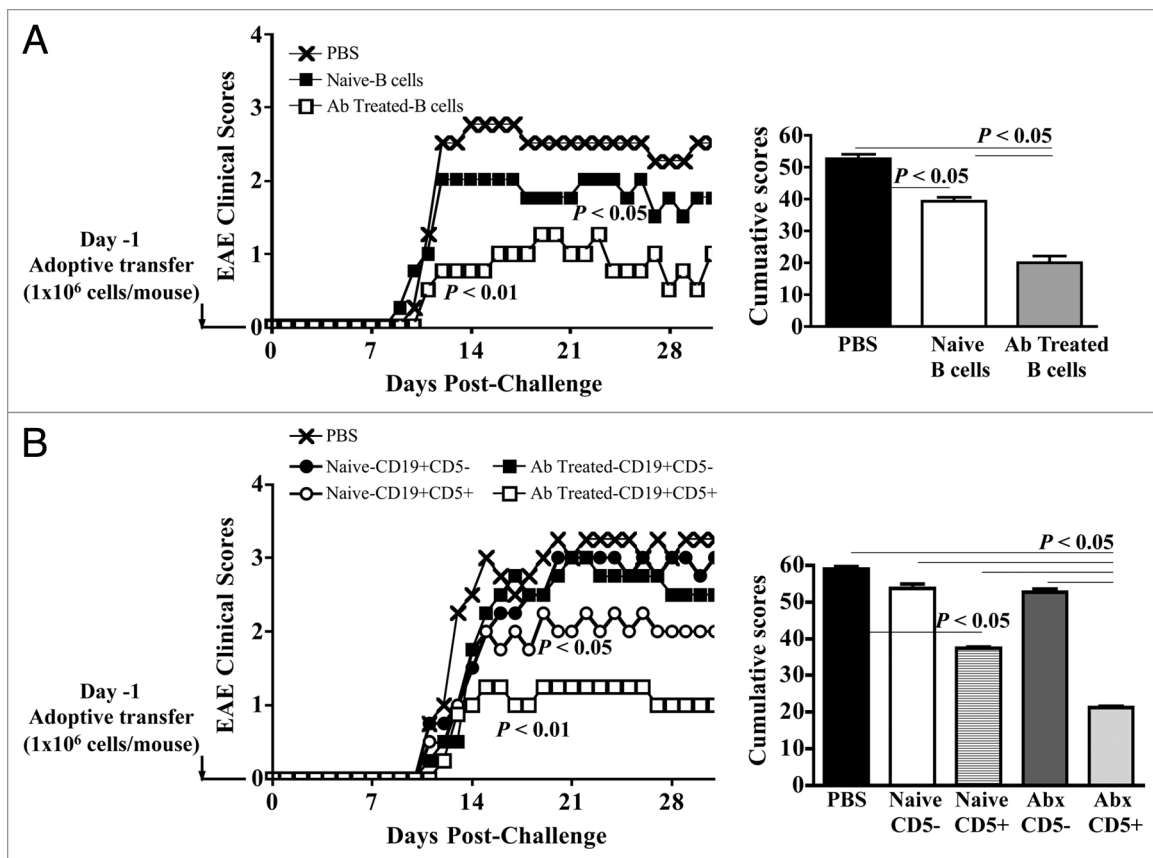 A
4
3
2
1
0
EAE Clinical Scores
PBS
Naive-B cells
Ab Treated-B cells
P < 0.05
P < 0.01
Day -1
Adoptive transfer
(1x10⁶ cells/mouse)
0 7 14 21 28
Days Post-Challenge
Cumuative scores
60
50
40
30
20
10
0
P < 0.05
P < 0.05
PBS Naive Ab Treated
B cells B cells
B
PBS
Naive-CD19+CD5- Ab Treated-CD19+CD5-
Naive-CD19+CD5+ Ab Treated-CD19+CD5+
4
3
2
1
0
EAE Clinical Scores
P < 0.05
P < 0.01
Day -1
Adoptive transfer
(1x10⁶ cells/mouse)
0 7 14 21 28
Days Post-Challenge
Cumulative scores
60
50
40
30
20
10
0
P < 0.05
P < 0.05
PBS Naive Naive Abx Abx
CD5- CD5+ CD5- CD5+